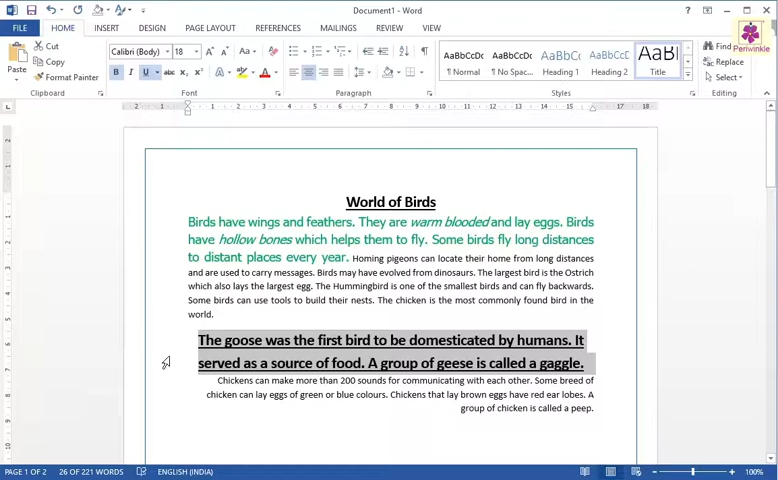 Document1 - Word
FILE HOME INSERT DESIGN PAGE LAYOUT REFERENCES MAILINGS REVIEW VIEW
Periwinkle
Paste Cut Copy Format Painter
Calibri (Body) 18
AaBbCcDc AaBbCcDc AaBbCc AaBbCcE AaBl
¶ Normal ¶ No Spac... Heading 1 Heading 2 Title
Find Replace Select
Clipboard Font Paragraph Styles Editing
World of Birds
Birds have wings and feathers. They are warm blooded and lay eggs. Birds
have hollow bones which helps them to fly. Some birds fly long distances
to distant places every year. Homing pigeons can locate their home from long distances
and are used to carry messages. Birds may have evolved from dinosaurs. The largest bird is the Ostrich
which also lays the largest egg. The Hummingbird is one of the smallest birds and can fly backwards.
Some birds can use tools to build their nests. The chicken is the most commonly found bird in the
world.
The goose was the first bird to be domesticated by humans. It
served as a source of food. A group of geese is called a gaggle.
Chickens can make more than 200 sounds for communicating with each other. Some breed of
chicken can lay eggs of green or blue colours. Chickens that lay brown eggs have red ear lobes. A
group of chicken is called a peep.
PAGE 1 OF 2 26 OF 221 WORDS ENGLISH (INDIA) 100%